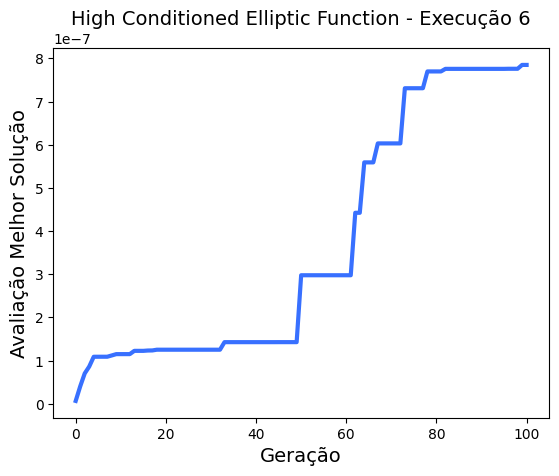 High Conditioned Elliptic Function - Execução 6
1e−7
8
7
6
5
4
3
2
1
0
Avaliação Melhor Solução
0 20 40 60 80 100
Geração